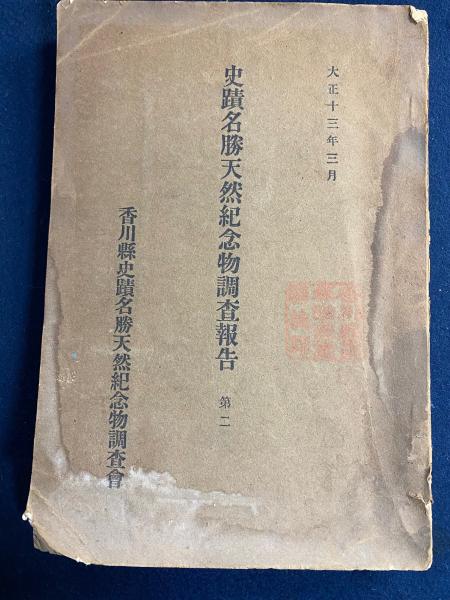 大正十三年三月
史蹟名勝天然紀念物調査報告 第二
香川縣史蹟名勝天然紀念物調査會